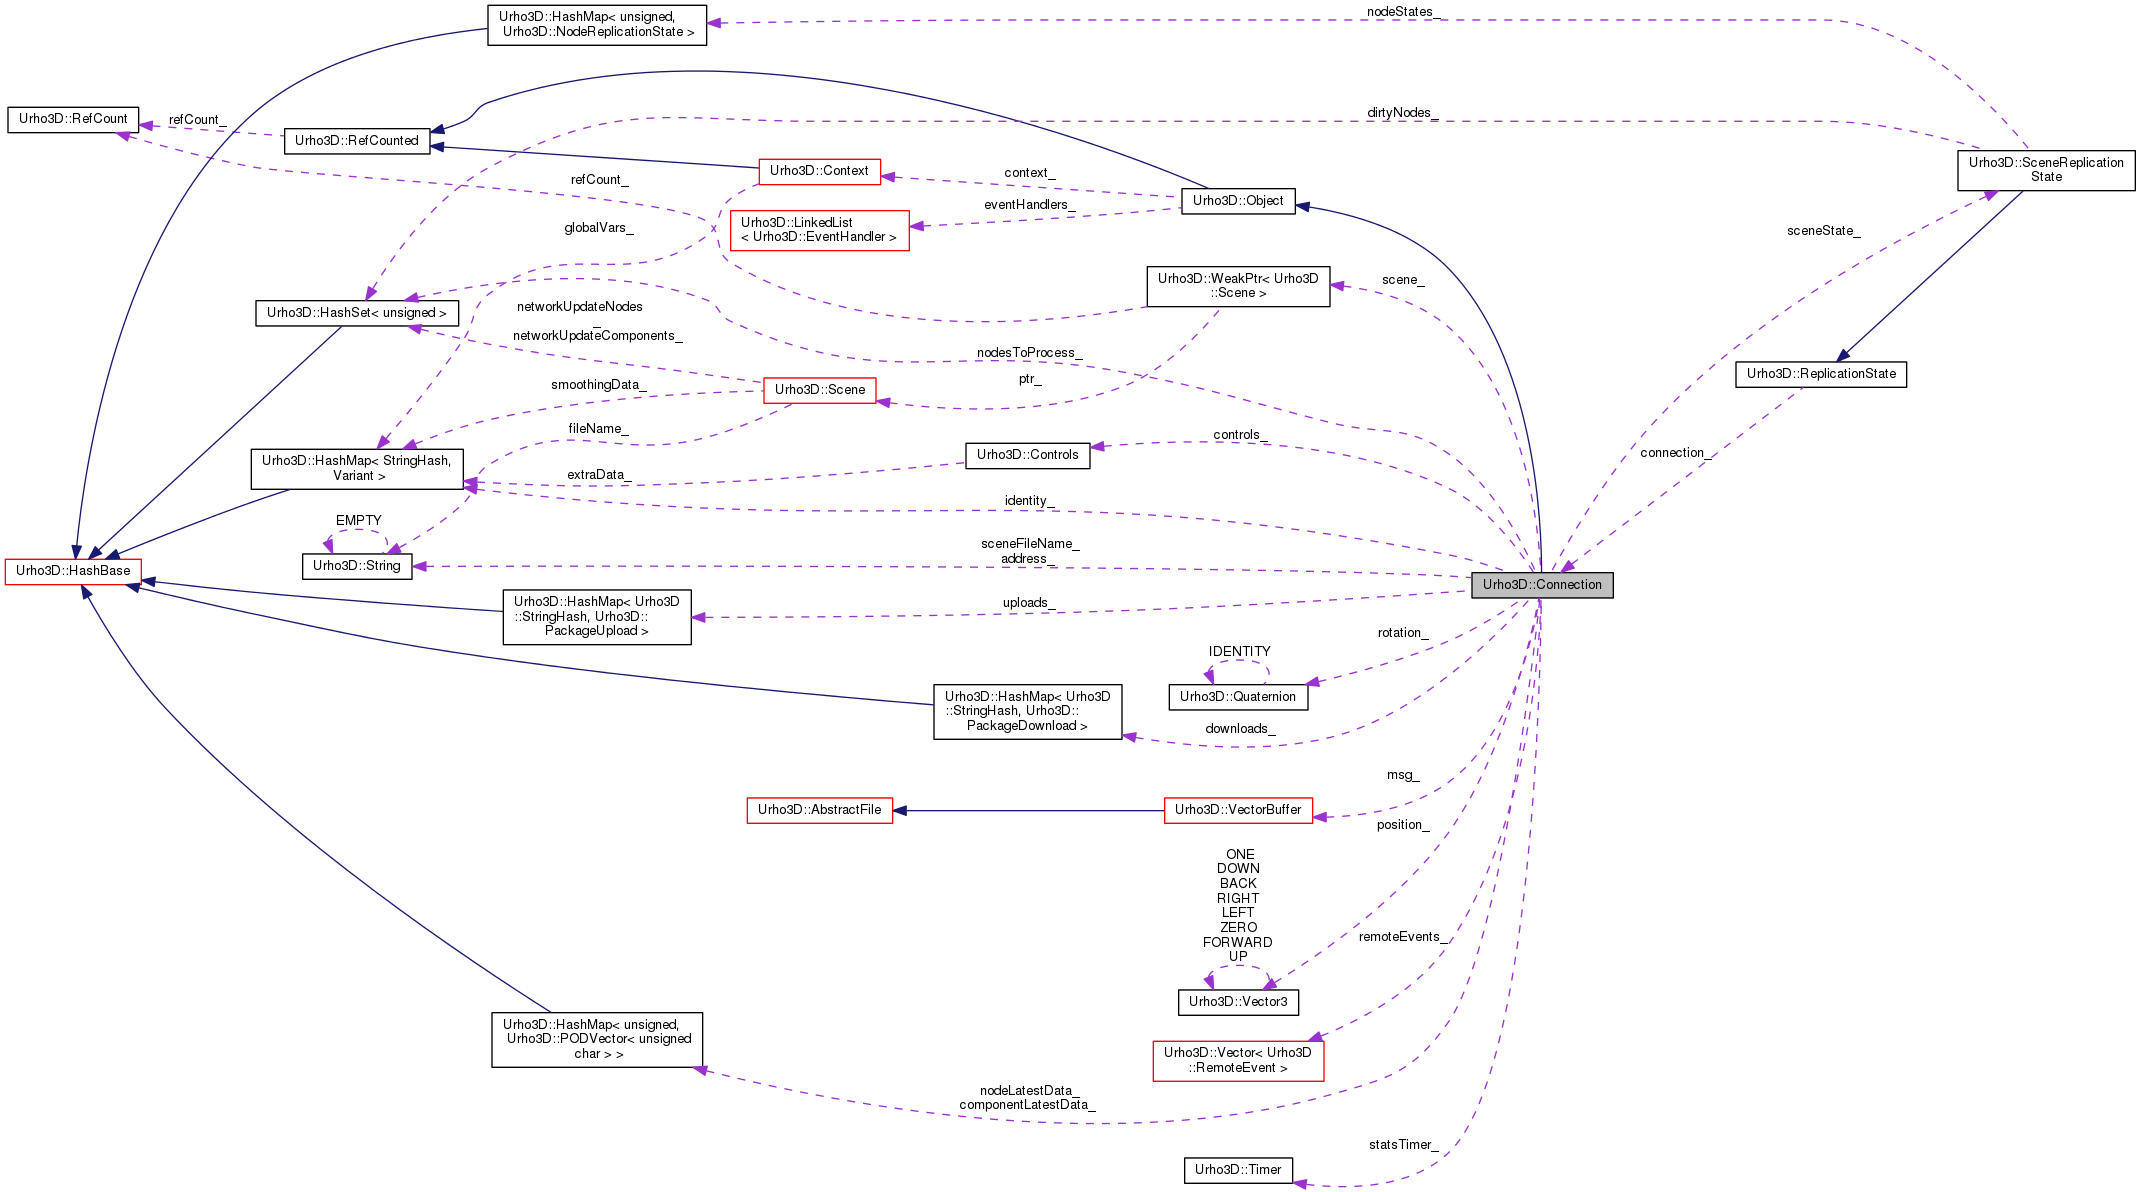 Urho3D::HashMap< unsigned,
Urho3D::NodeReplicationState >
nodeStates_
Urho3D::RefCount
refCount_
Urho3D::RefCounted
dirtyNodes_
Urho3D::SceneReplication
State
Urho3D::Context
context_
refCount_
Urho3D::Object
eventHandlers_
Urho3D::LinkedList
< Urho3D::EventHandler >
globalVars_
sceneState_
Urho3D::WeakPtr< Urho3D
::Scene >
scene_
Urho3D::HashSet< unsigned >
networkUpdateNodes
_
networkUpdateComponents_
nodesToProcess_
ptr_
Urho3D::ReplicationState
Urho3D::Scene
smoothingData_
fileName_
controls_
Urho3D::Controls
connection_
Urho3D::HashMap< StringHash,
Variant >
extraData_
identity_
EMPTY
Urho3D::String
sceneFileName_
address_
Urho3D::HashBase
Urho3D::Connection
Urho3D::HashMap< Urho3D
::StringHash, Urho3D::
PackageUpload >
uploads_
rotation_
IDENTITY
Urho3D::Quaternion
Urho3D::HashMap< Urho3D
::StringHash, Urho3D::
PackageDownload >
downloads_
msg_
Urho3D::AbstractFile
Urho3D::VectorBuffer
position_
ONE
DOWN
BACK
RIGHT
LEFT
ZERO
FORWARD
UP
remoteEvents_
Urho3D::Vector3
Urho3D::HashMap< unsigned,
Urho3D::PODVector< unsigned
char > >
Urho3D::Vector< Urho3D
::RemoteEvent >
nodeLatestData_
componentLatestData_
statsTimer_
Urho3D::Timer